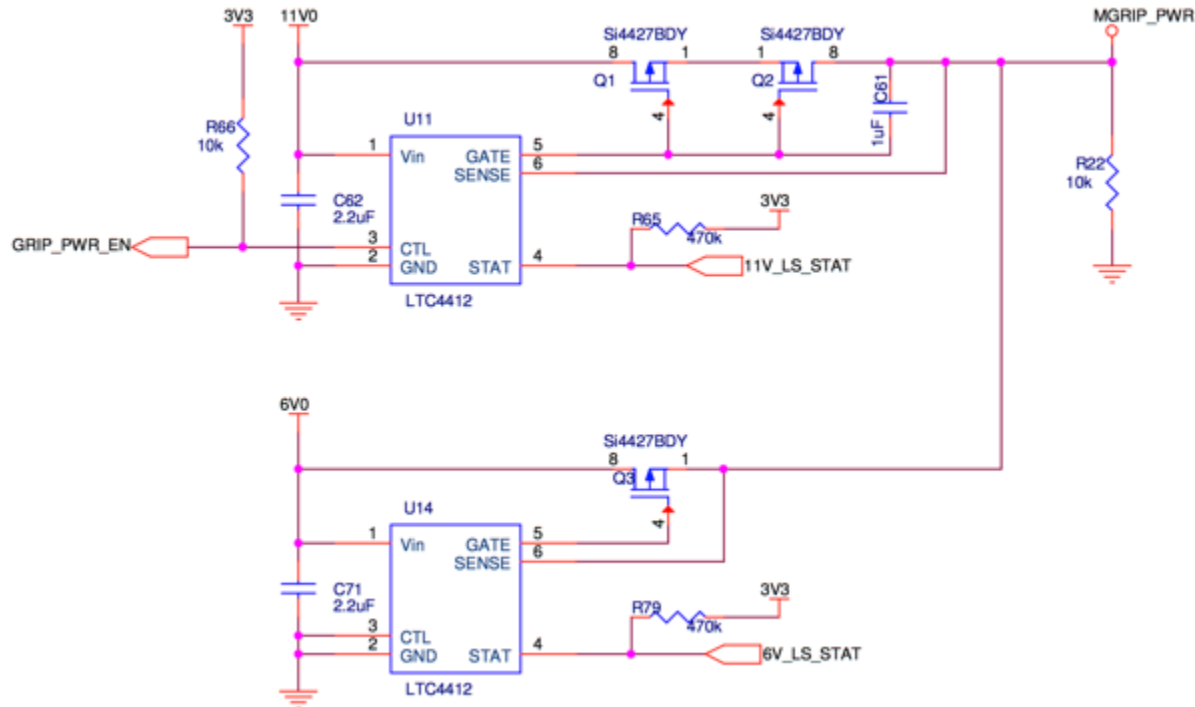 3V3 11V0 MGRIP_PWR
Si4427BDY Si4427BDY
8 1 1 8
Q1 Q2 C61
4 4 1uF
R66
10k
U11
1 Vin GATE 5
SENSE 6
R22
10k
C62
2.2uF
3V3
R65
470k
GRIP_PWR_EN 3 CTL
2 GND STAT 4 11V_LS_STAT
LTC4412
6V0
Si4427BDY
8 1
Q3
4
U14
1 Vin GATE 5
SENSE 6
C71
2.2uF
3V3
R79
470k
3 CTL
2 GND STAT 4 6V_LS_STAT
LTC4412